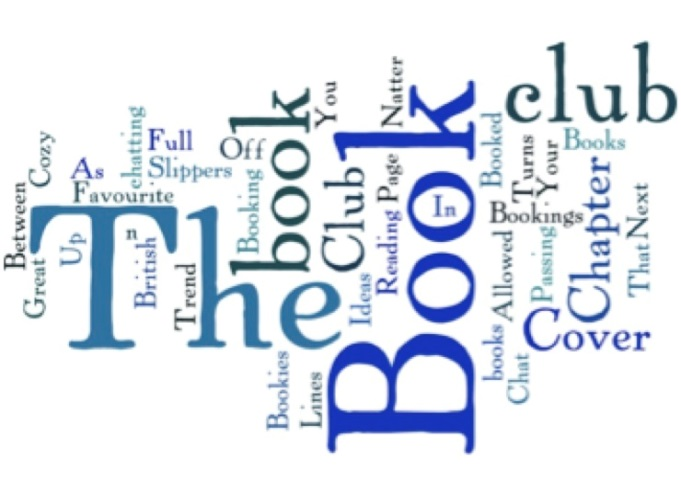 club
Natter
You
book
Book
Books
Booked
chatting
Full
Off
Cozy
Slippers
As
Turns
Your
Favourite
Club
Page
Reading
In
Chapter
Booking
Between
Next
That
Bookings
The
Up
n
British
Great
Trend
Ideas
Allowed
Passing
Cover
books
Chat
Bookies
Lines